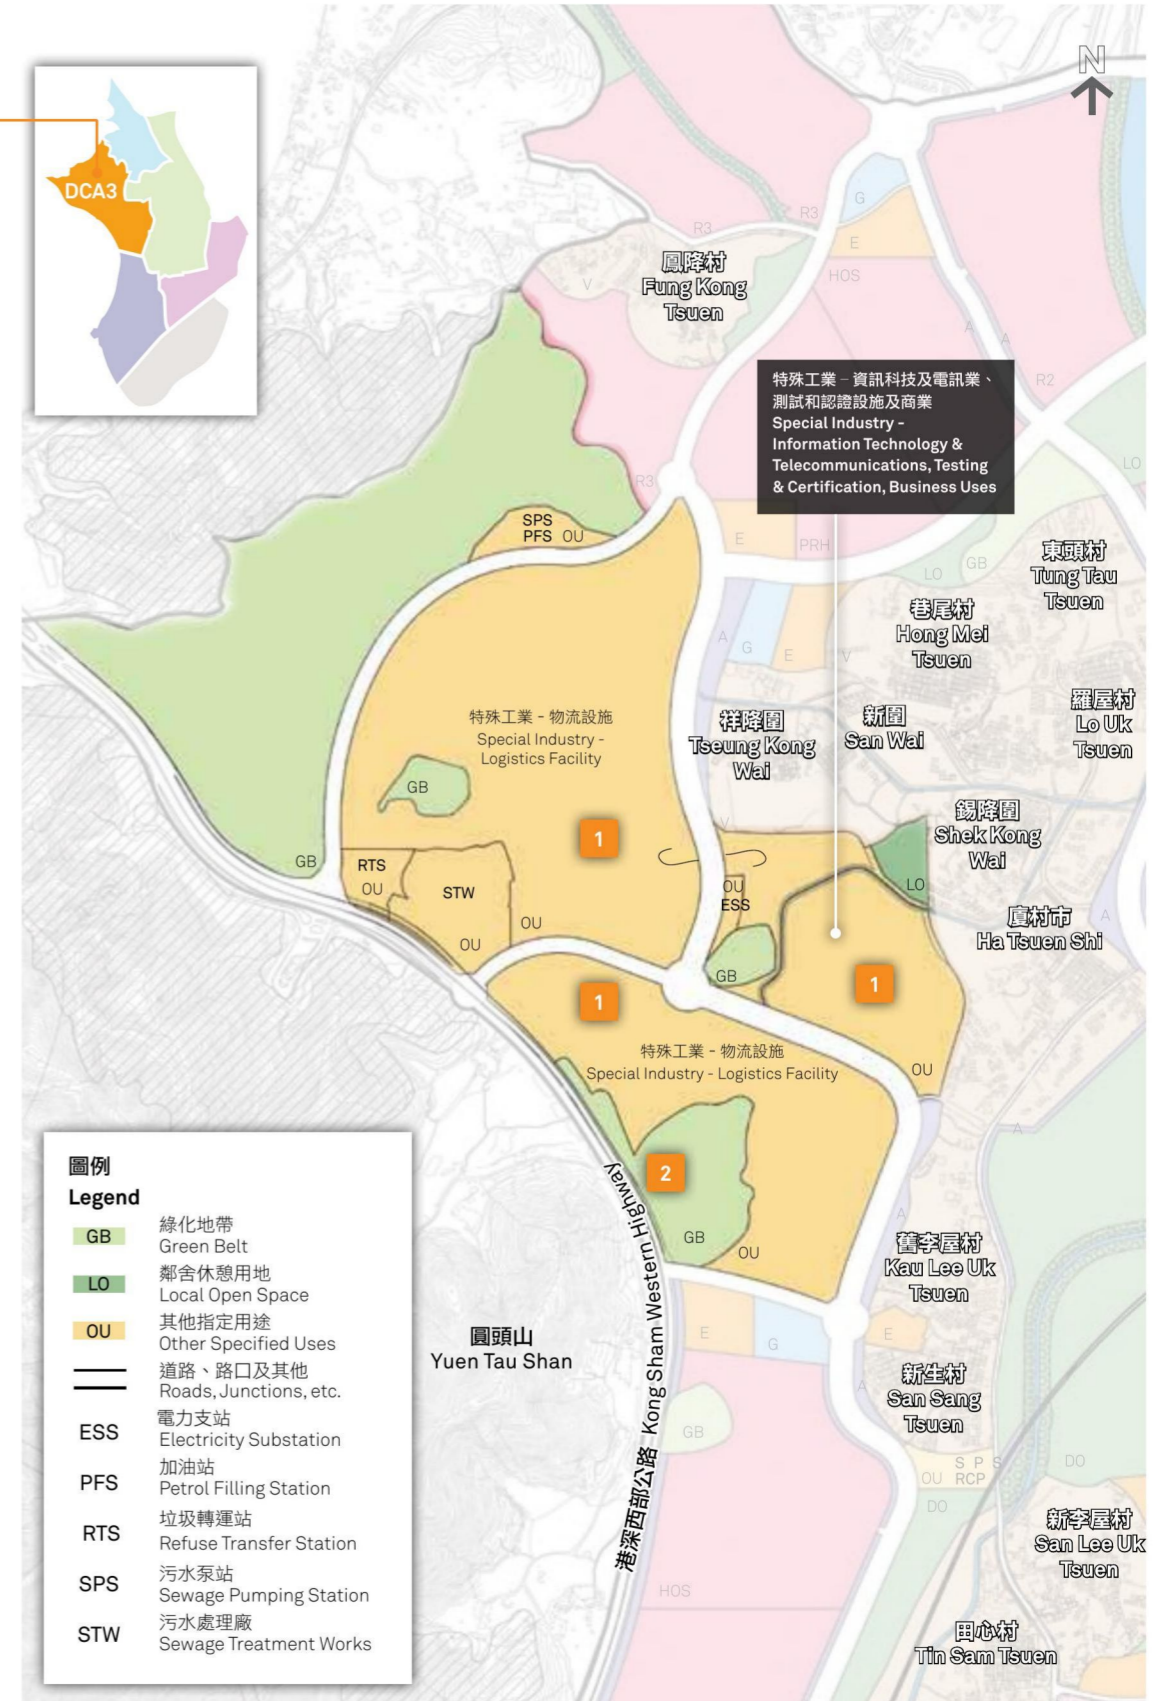 N
DCA3
G
R3
R3
E
鳳降村
Fung Kong
Tsuen
V
HOS
A
A
R2
特殊工業 – 資訊科技及電訊業、
測試和認證設施及商業
Special Industry -
Information Technology &
Telecommunications, Testing
& Certification, Business Uses
LO
R3
SPS
PFS OU
E
PRH
LO
GB
東頭村
Tung Tau
Tsuen
巷尾村
Hong Mei
Tsuen
A
G
E
V
特殊工業 - 物流設施
Special Industry -
Logistics Facility
祥降圍
Tseung Kong
Wai
新圍
San Wai
羅屋村
Lo Uk
Tsuen
GB
V
錫降圍
Shek Kong
Wai
1
GB
RTS
OU
STW
OU
ESS
LO
OU
OU
厦村市
Ha Tsuen Shi
A
GB
1
1
特殊工業 - 物流設施
Special Industry - Logistics Facility
OU
A
2
GB
OU
A
舊李屋村
Kau Lee Uk
Tsuen
港深西部公路 Kong Sham Western Highway
圓頭山
Yuen Tau Shan
E
G
E
A
新生村
San Sang
Tsuen
GB
S P S
OU RCP
DO
DO
新李屋村
San Lee Uk
Tsuen
HOS
田心村
Tin Sam Tsuen
圖例
Legend
GB
綠化地帶
Green Belt
LO
鄰舍休憩用地
Local Open Space
OU
其他指定用途
Other Specified Uses
道路、路口及其他
Roads, Junctions, etc.
ESS
電力支站
Electricity Substation
PFS
加油站
Petrol Filling Station
RTS
垃圾轉運站
Refuse Transfer Station
SPS
污水泵站
Sewage Pumping Station
STW
污水處理廠
Sewage Treatment Works